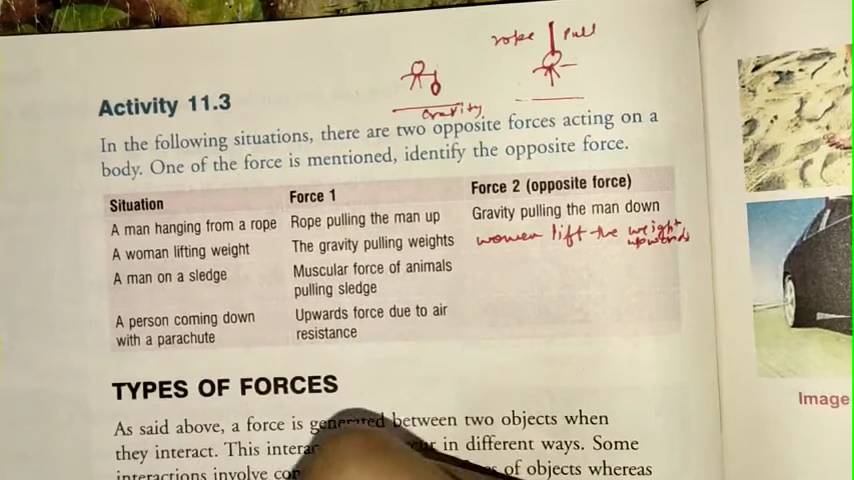 rope Pull
gravity
Activity 11.3
In the following situations, there are two opposite forces acting on a
body. One of the force is mentioned, identify the opposite force.
Situation Force 1 Force 2 (opposite force)
A man hanging from a rope Rope pulling the man up Gravity pulling the man down
A woman lifting weight The gravity pulling weights women lift the weight upwards
A man on a sledge Muscular force of animals
pulling sledge
A person coming down Upwards force due to air
with a parachute resistance
TYPES OF FORCES
As said above, a force is generated between two objects when
they interact. This in different ways. Some
interactions involve of objects whereas
Image